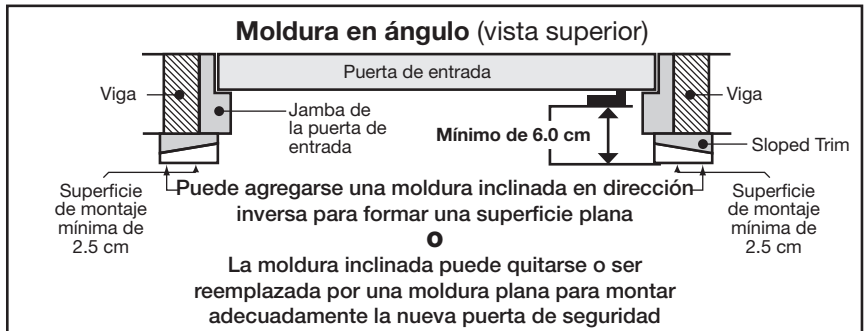 Moldura en ángulo (vista superior)
Puerta de entrada
Viga
Jamba de
la puerta de
entrada
Mínimo de 6.0 cm
Viga
Sloped Trim
Superficie
de montaje
mínima de
2.5 cm
Puede agregarse una moldura inclinada en dirección
inversa para formar una superficie plana
o
La moldura inclinada puede quitarse o ser
reemplazada por una moldura plana para montar
adecuadamente la nueva puerta de seguridad
Superficie
de montaje
mínima de
2.5 cm